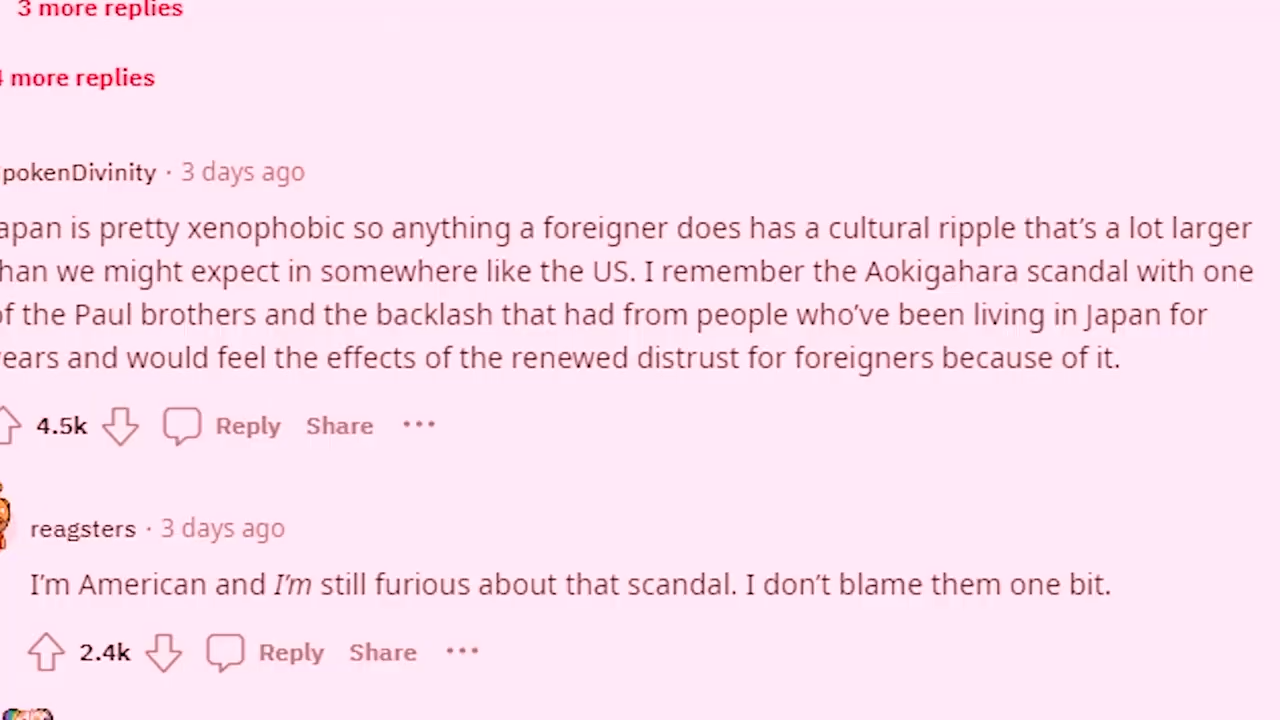 3 more replies
more replies
pokenDivinity · 3 days ago
apan is pretty xenophobic so anything a foreigner does has a cultural ripple that’s a lot larger
han we might expect in somewhere like the US. I remember the Aokigahara scandal with one
of the Paul brothers and the backlash that had from people who’ve been living in Japan for
ears and would feel the effects of the renewed distrust for foreigners because of it.
4.5k Reply Share ···
reagsters · 3 days ago
I’m American and I’m still furious about that scandal. I don’t blame them one bit.
2.4k Reply Share ···